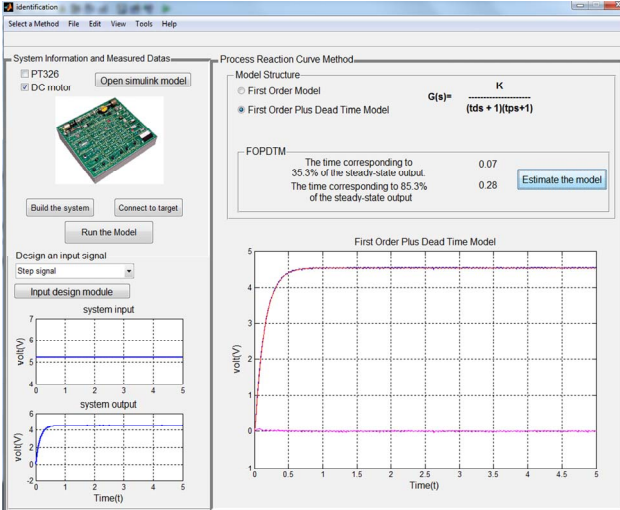 identification
Select a Method File Edit View Tools Help
System Information and Measured Datas
PT326
DC motor
Open simulink model
Build the system
Connect to target
Run the Model
Design an input signal
Step signal
Input design module
system input
7
6
5
4
volt(V)
0 1 2 3 4 5
system output
6
4
2
0
-2
volt(V)
0 1 2 3 4 5
Time(t)
Process Reaction Curve Method
Model Structure
First Order Model
First Order Plus Dead Time Model
K
G(s)= --------------------
(tds + 1)(tps+1)
FOPDTM
The time corresponding to
35.3% of the steady-state output.
0.07
The time corresponding to 85.3%
of the steady-state output
0.28
Estimate the model
First Order Plus Dead Time Model
5
4
3
2
1
0
1
volt(V)
0 0.5 1 1.5 2 2.5 3 3.5 4 4.5 5
Time(t)